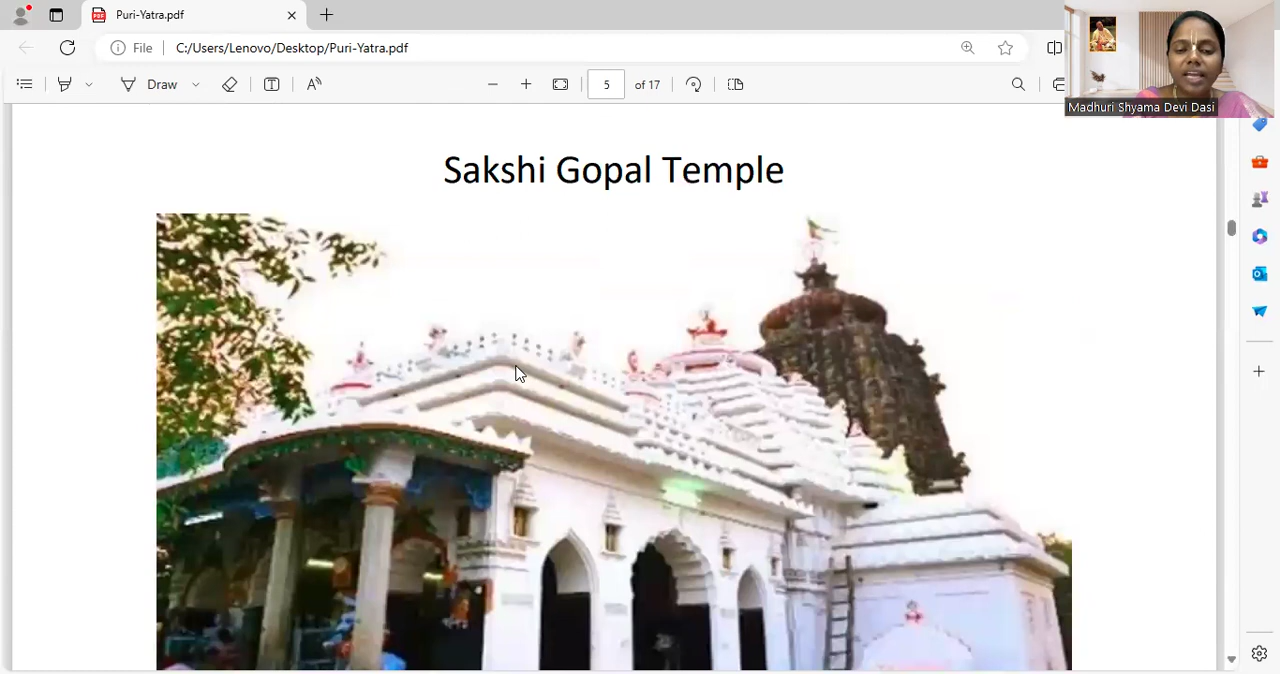 Puri-Yatra.pdf
File
C:/Users/Lenovo/Desktop/Puri-Yatra.pdf
Draw
5
of 17
Madhuri Shyama Devi Dasi
Sakshi Gopal Temple